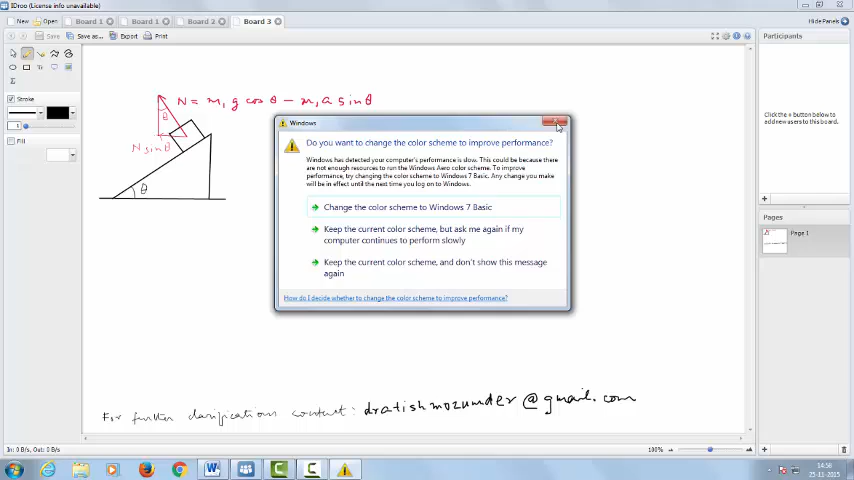 IDroo (License info unavailable)
New Open Board 1 Board 1 Board 2 Board 3 Hide Panels
Save Save as... Export Print
Participants
Click the + button below to add new users to this board.
Stroke
1
Fill
N = m₁ g cos θ – m₁ a sin θ
θ
N sin θ
θ
Windows
Do you want to change the color scheme to improve performance?
Windows has detected your computer's performance is slow. This could be because there
are not enough resources to run the Windows Aero color scheme. To improve
performance, try changing the color scheme to Windows 7 Basic. Any change you make
will be in effect until the next time you log on to Windows.
Change the color scheme to Windows 7 Basic
Keep the current color scheme, but ask me again if my
computer continues to perform slowly
Keep the current color scheme, and don't show this message
again
How do I decide whether to change the color scheme to improve performance?
Pages
Page 1
For further clarifications contact: dratishmozumder@gmail.com
In: 0 B/s, Out: 0 B/s
100%
14:58
25-11-2015